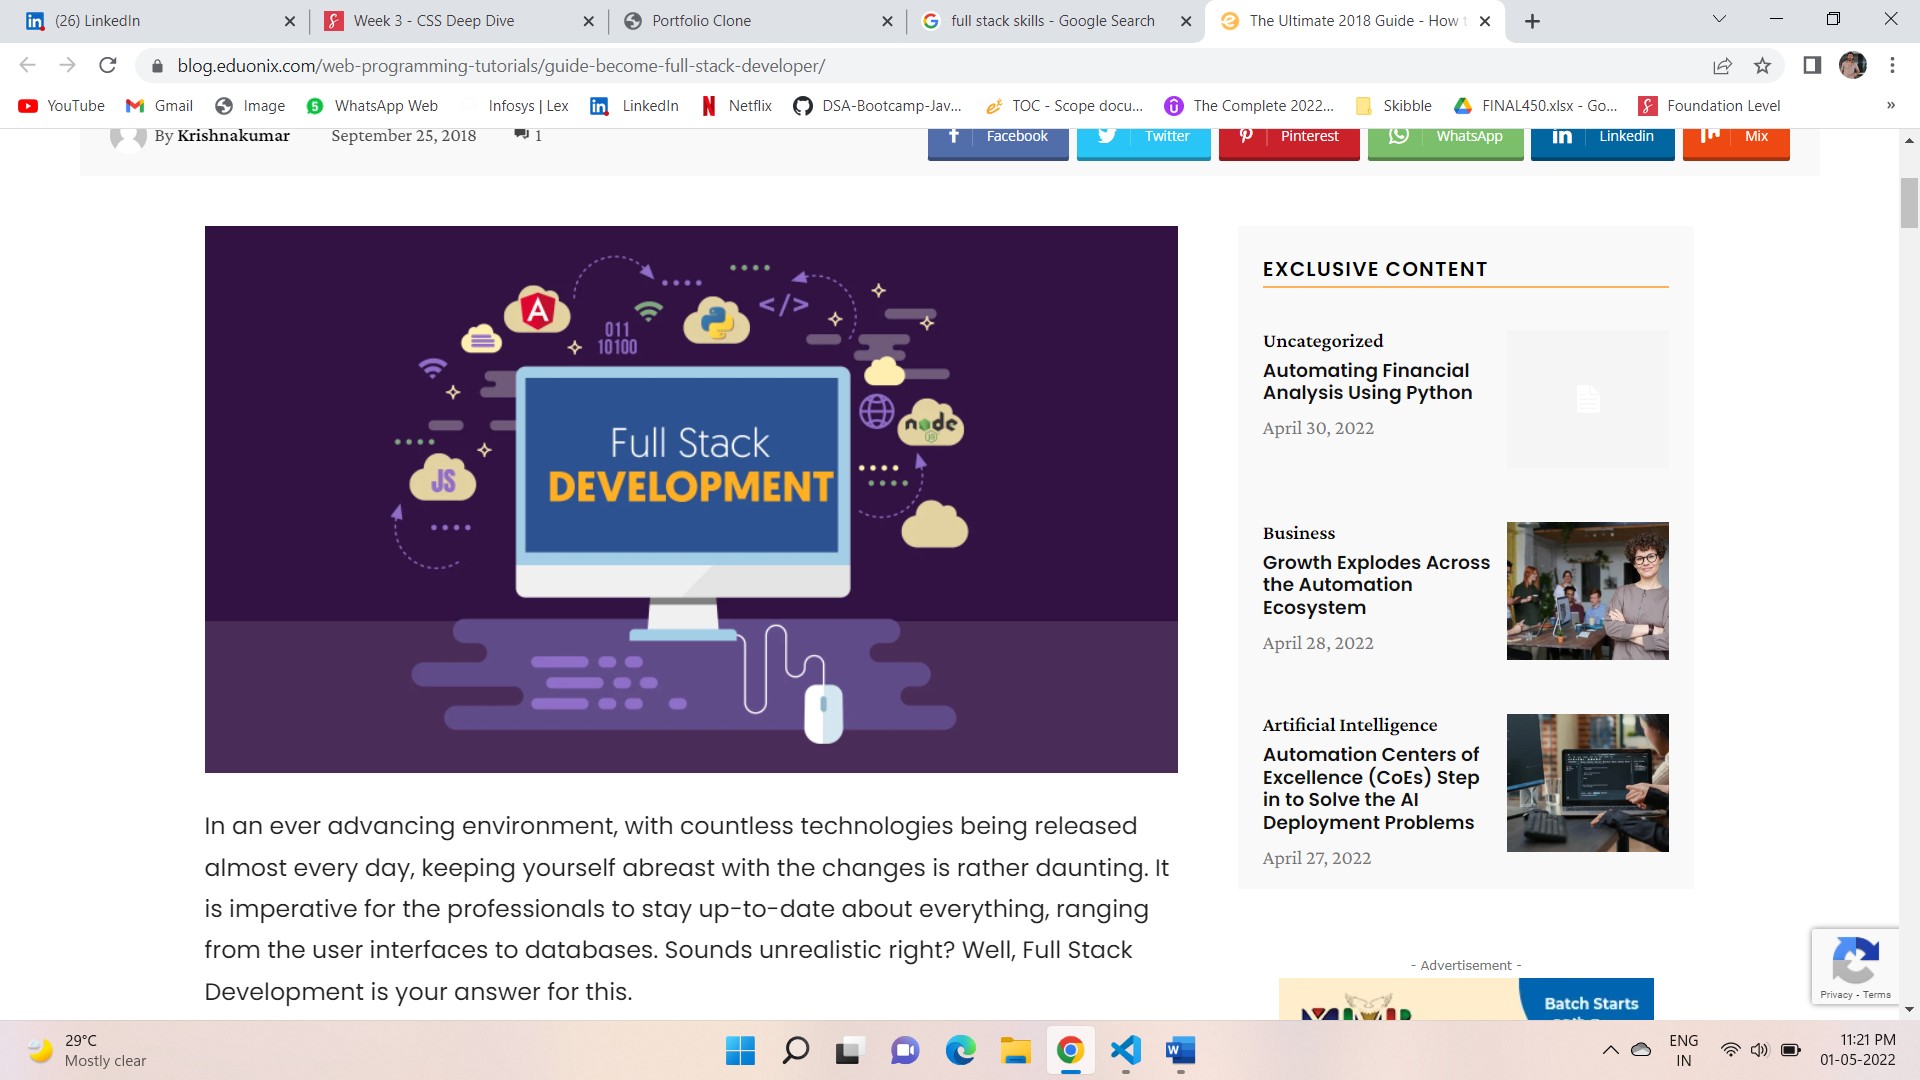 (26) LinkedIn
Week 3 - CSS Deep Dive
Portfolio Clone
full stack skills - Google Search
The Ultimate 2018 Guide - How t
blog.eduonix.com/web-programming-tutorials/guide-become-full-stack-developer/
YouTube
Gmail
Image
WhatsApp Web
Infosys | Lex
LinkedIn
Netflix
DSA-Bootcamp-Jav...
TOC - Scope docu...
The Complete 2022...
Skibble
FINAL450.xlsx - Go...
Foundation Level
»
By Krishnakumar
September 25, 2018
1
Facebook
Twitter
Pinterest
WhatsApp
Linkedin
Mix
011
10100
</>
A
JS
node
JS
Full Stack
DEVELOPMENT
In an ever advancing environment, with countless technologies being released
almost every day, keeping yourself abreast with the changes is rather daunting. It
is imperative for the professionals to stay up-to-date about everything, ranging
from the user interfaces to databases. Sounds unrealistic right? Well, Full Stack
Development is your answer for this.
EXCLUSIVE CONTENT
Uncategorized
Automating Financial
Analysis Using Python
April 30, 2022
Business
Growth Explodes Across
the Automation
Ecosystem
April 28, 2022
Artificial Intelligence
Automation Centers of
Excellence (CoEs) Step
in to Solve the AI
Deployment Problems
April 27, 2022
- Advertisement -
Batch Starts
Privacy - Terms
29°C
Mostly clear
ENG
IN
11:21 PM
01-05-2022